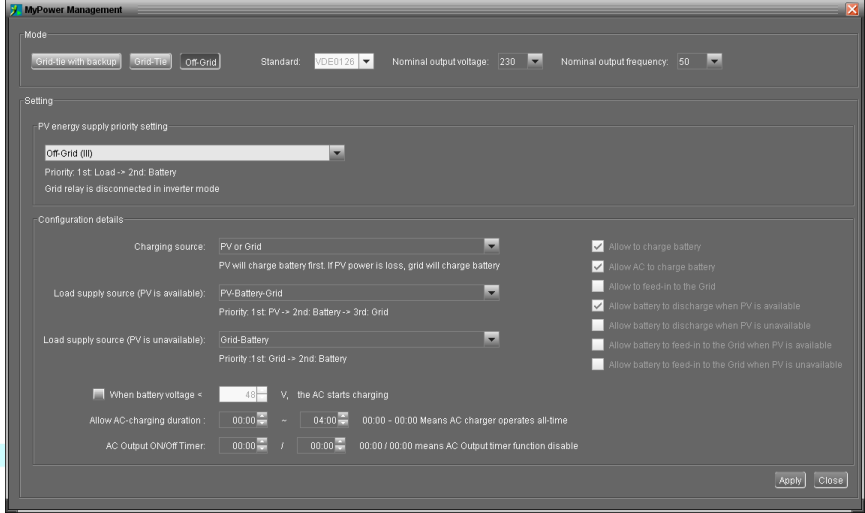 MyPower Management
Mode
Grid-tie with backup Grid-Tie Off-Grid Standard: VDE0126 Nominal output voltage: 230 Nominal output frequency: 50
Setting
PV energy supply priority setting
Off-Grid (III)
Priority: 1st: Load -> 2nd: Battery
Grid relay is disconnected in inverter mode
Configuration details
Charging source: PV or Grid
PV will charge battery first. If PV power is loss, grid will charge battery
Load supply source (PV is available): PV-Battery-Grid
Priority: 1st: PV -> 2nd: Battery -> 3rd: Grid
Load supply source (PV is unavailable): Grid-Battery
Priority :1st: Grid -> 2nd: Battery
Allow to charge battery
Allow AC to charge battery
Allow to feed-in to the Grid
Allow battery to discharge when PV is available
Allow battery to discharge when PV is unavailable
Allow battery to feed-in to the Grid when PV is available
Allow battery to feed-in to the Grid when PV is unavailable
When battery voltage < 48 V, the AC starts charging
Allow AC-charging duration : 00:00 – 04:00 00:00 - 00:00 Means AC charger operates all-time
AC Output ON/Off Timer: 00:00 / 00:00 00:00 / 00:00 means AC Output timer function disable
Apply Close